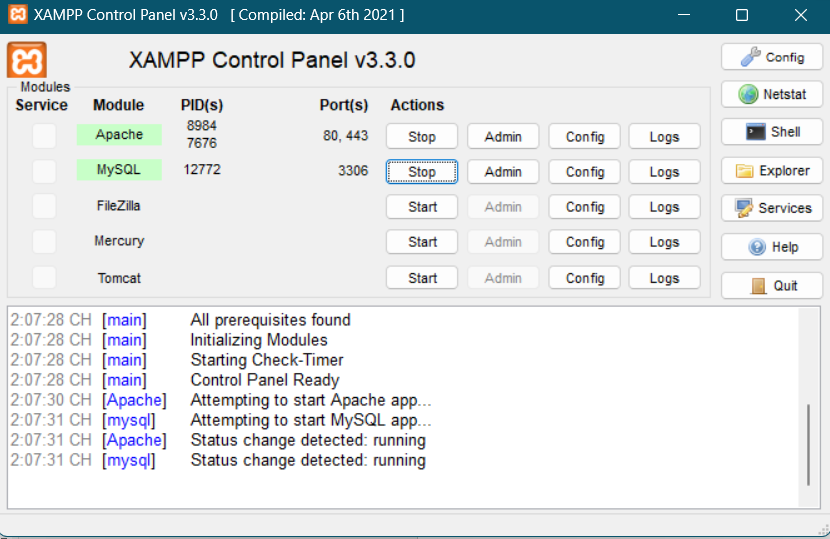 XAMPP Control Panel v3.3.0 [ Compiled: Apr 6th 2021 ]
XAMPP Control Panel v3.3.0
Config
Modules
Service Module PID(s) Port(s) Actions
Netstat
Apache 8984 7676 80, 443 Stop Admin Config Logs
Shell
MySQL 12772 3306 Stop Admin Config Logs
Explorer
FileZilla Start Admin Config Logs
Services
Mercury Start Admin Config Logs
Help
Tomcat Start Admin Config Logs
Quit
2:07:28 CH [main] All prerequisites found
2:07:28 CH [main] Initializing Modules
2:07:28 CH [main] Starting Check-Timer
2:07:28 CH [main] Control Panel Ready
2:07:30 CH [Apache] Attempting to start Apache app...
2:07:31 CH [mysql] Attempting to start MySQL app...
2:07:31 CH [Apache] Status change detected: running
2:07:31 CH [mysql] Status change detected: running